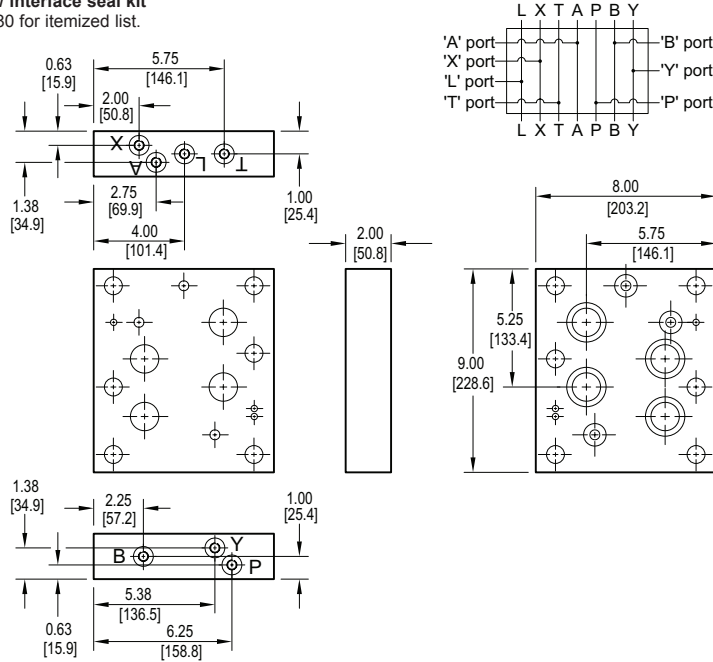 interface seal kit
30 for itemized list.
L X T A P B Y
'A' port
'X' port
'L' port
'T' port
'B' port
'Y' port
'P' port
L X T A P B Y
0.63
[15.9]
5.75
[146.1]
2.00
[50.8]
X
A
L
T
1.38
[34.9]
2.75
[69.9]
4.00
[101.4]
1.00
[25.4]
2.00
[50.8]
8.00
[203.2]
5.75
[146.1]
5.25
[133.4]
9.00
[228.6]
1.38
[34.9]
2.25
[57.2]
1.00
[25.4]
B
Y
P
0.63
[15.9]
5.38
[136.5]
6.25
[158.8]